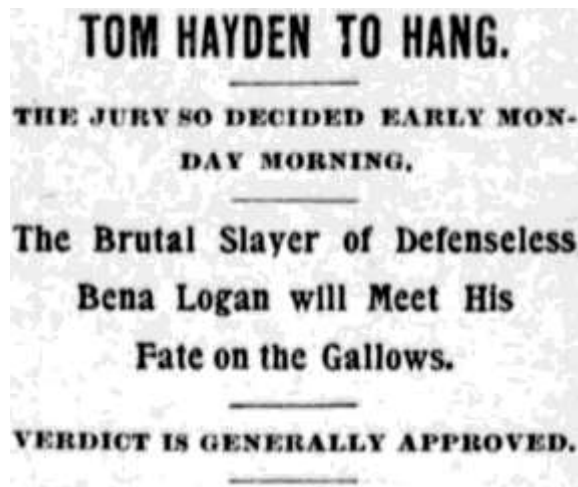 TOM HAYDEN TO HANG.
THE JURY SO DECIDED EARLY MON-
DAY MORNING.
The Brutal Slayer of Defenseless
Bena Logan will Meet His
Fate on the Gallows.
VERDICT IS GENERALLY APPROVED.